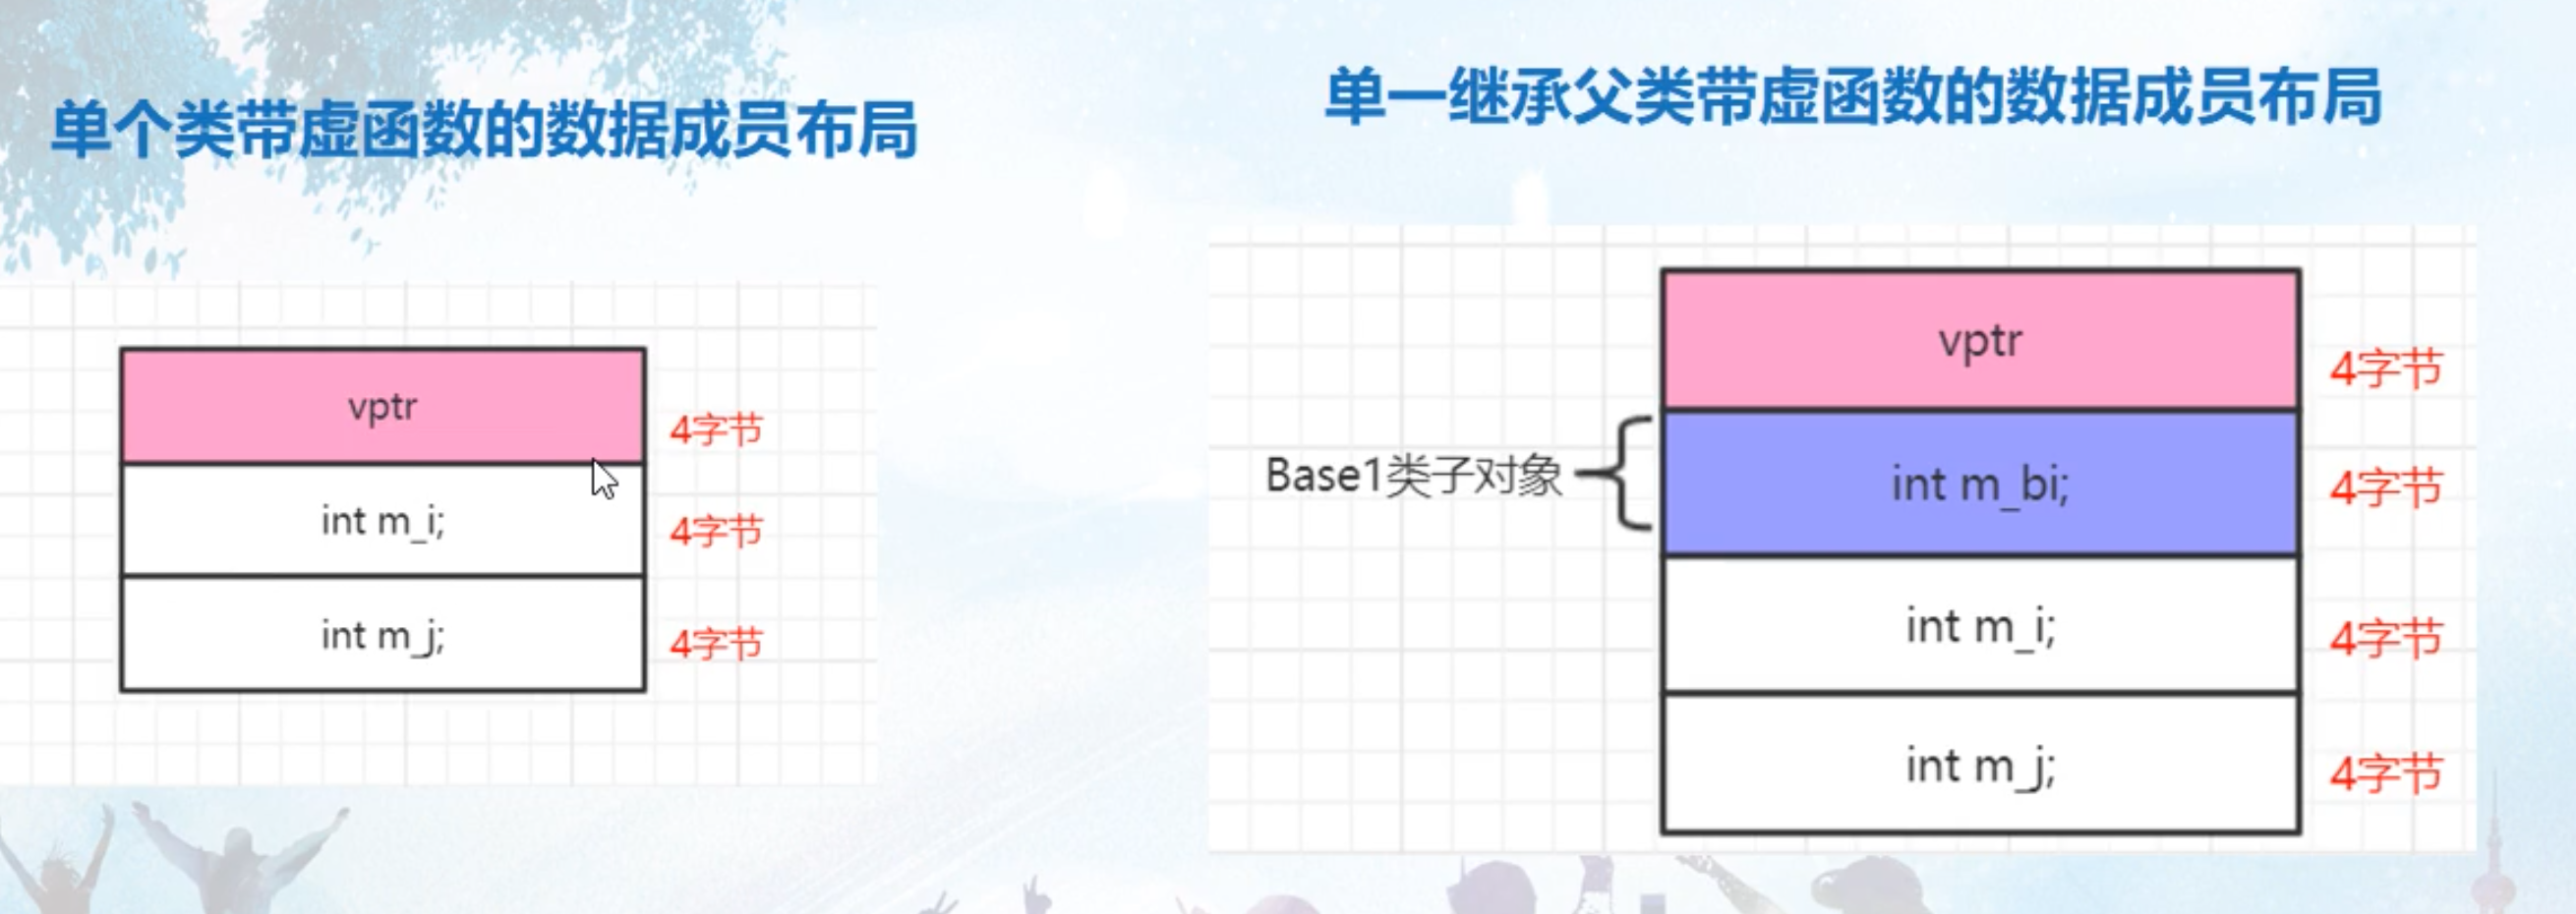 单个类带虚函数的数据成员布局
vptr
4字节
int m_i;
4字节
int m_j;
4字节
单一继承父类带虚函数的数据成员布局
vptr
4字节
Base1类子对象
int m_bi;
4字节
int m_i;
4字节
int m_j;
4字节